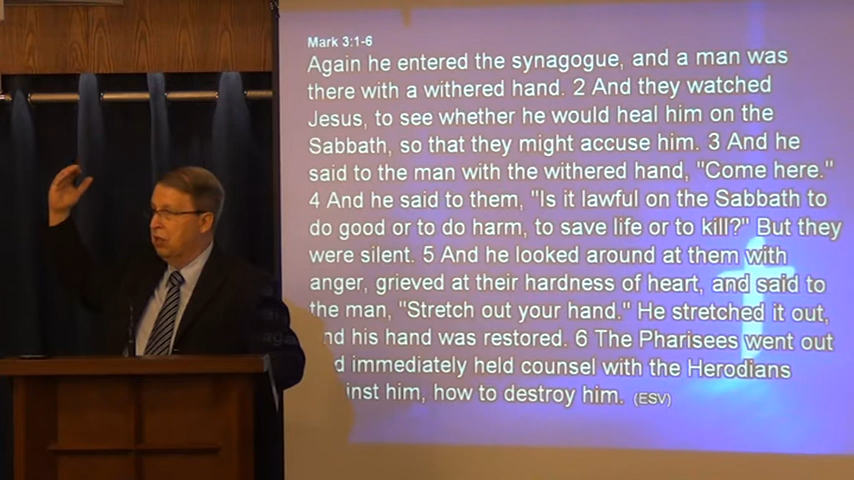 Mark 3:1-6
Again he entered the synagogue, and a man was
there with a withered hand. 2 And they watched
Jesus, to see whether he would heal him on the
Sabbath, so that they might accuse him. 3 And he
said to the man with the withered hand, "Come here."
4 And he said to them, "Is it lawful on the Sabbath to
do good or to do harm, to save life or to kill?" But they
were silent. 5 And he looked around at them with
anger, grieved at their hardness of heart, and said to
the man, "Stretch out your hand." He stretched it out,
nd his hand was restored. 6 The Pharisees went out
d immediately held counsel with the Herodians
inst him, how to destroy him. (ESV)